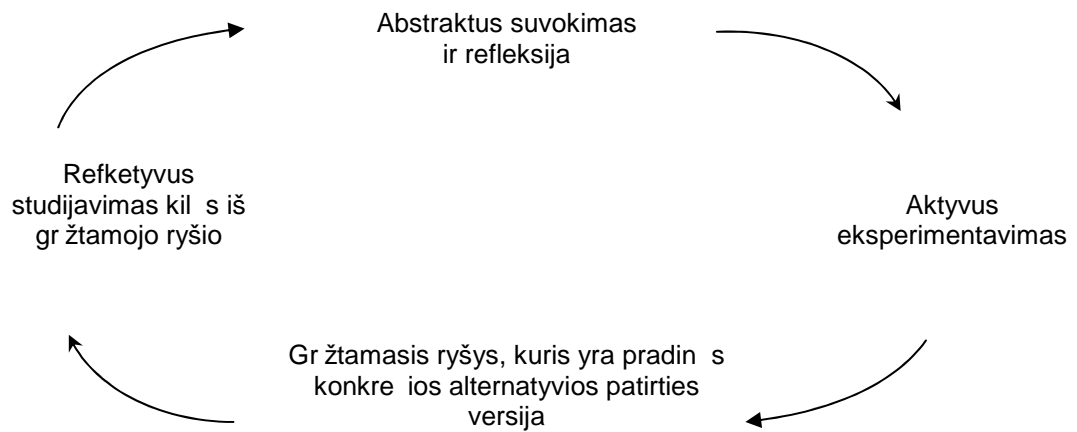 Abstraktus suvokimas
ir refleksija
Refketyvus
studijavimas kil s iš
gr žtamojo ryšio
Aktyvus
eksperimentavimas
Gr žtamasis ryšys, kuris yra pradin s
konkre ios alternatyvios patirties
versija